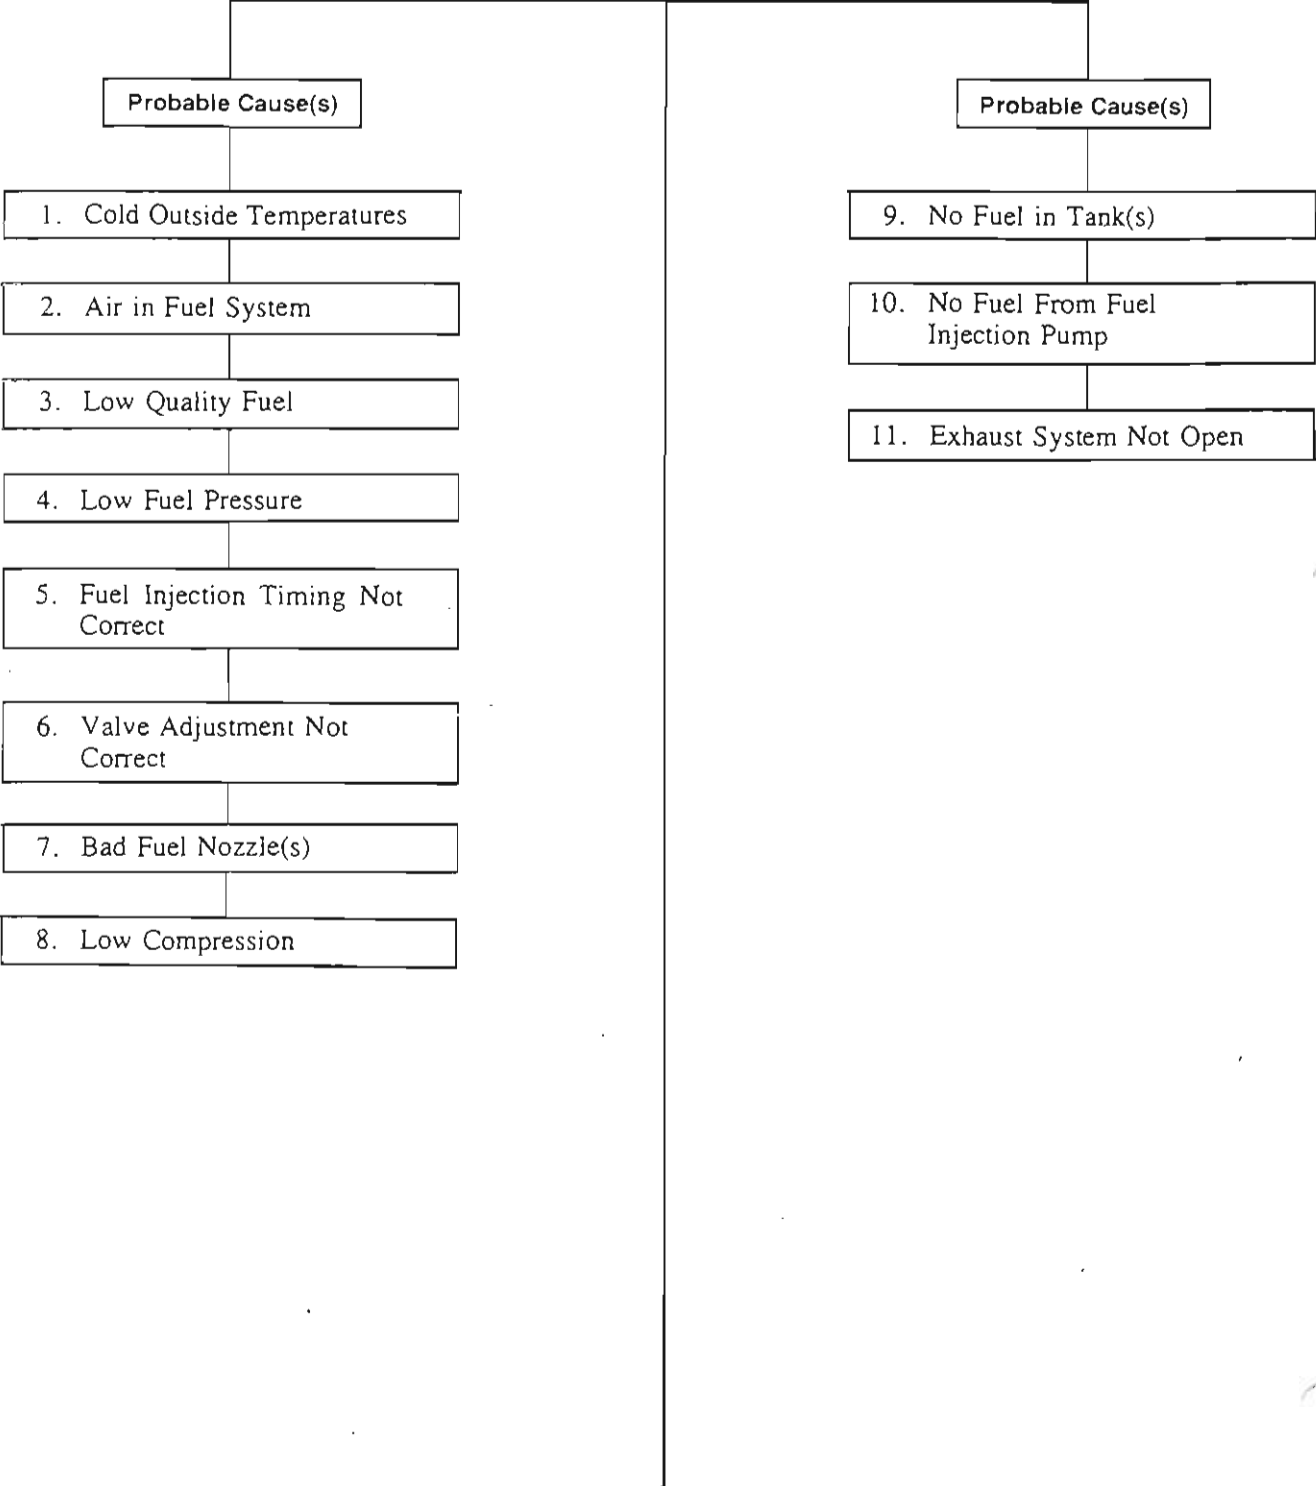 Probable Cause(s)
1. Cold Outside Temperatures
2. Air in Fuel System
3. Low Quality Fuel
4. Low Fuel Pressure
5. Fuel Injection Timing Not
Correct
6. Valve Adjustment Not
Correct
7. Bad Fuel Nozzle(s)
8. Low Compression
Probable Cause(s)
9. No Fuel in Tank(s)
10. No Fuel From Fuel
Injection Pump
11. Exhaust System Not Open